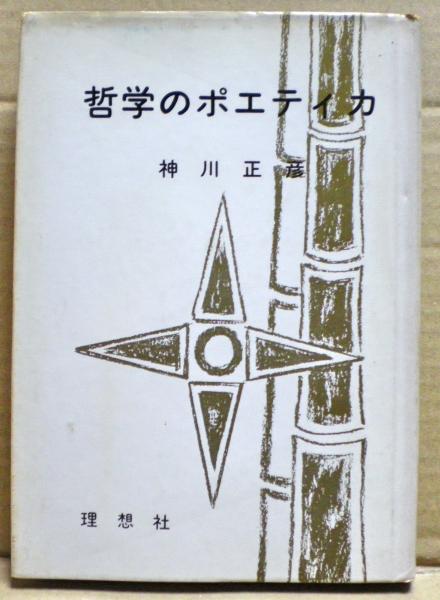 哲学のポエティカ
神川正彦
理想社